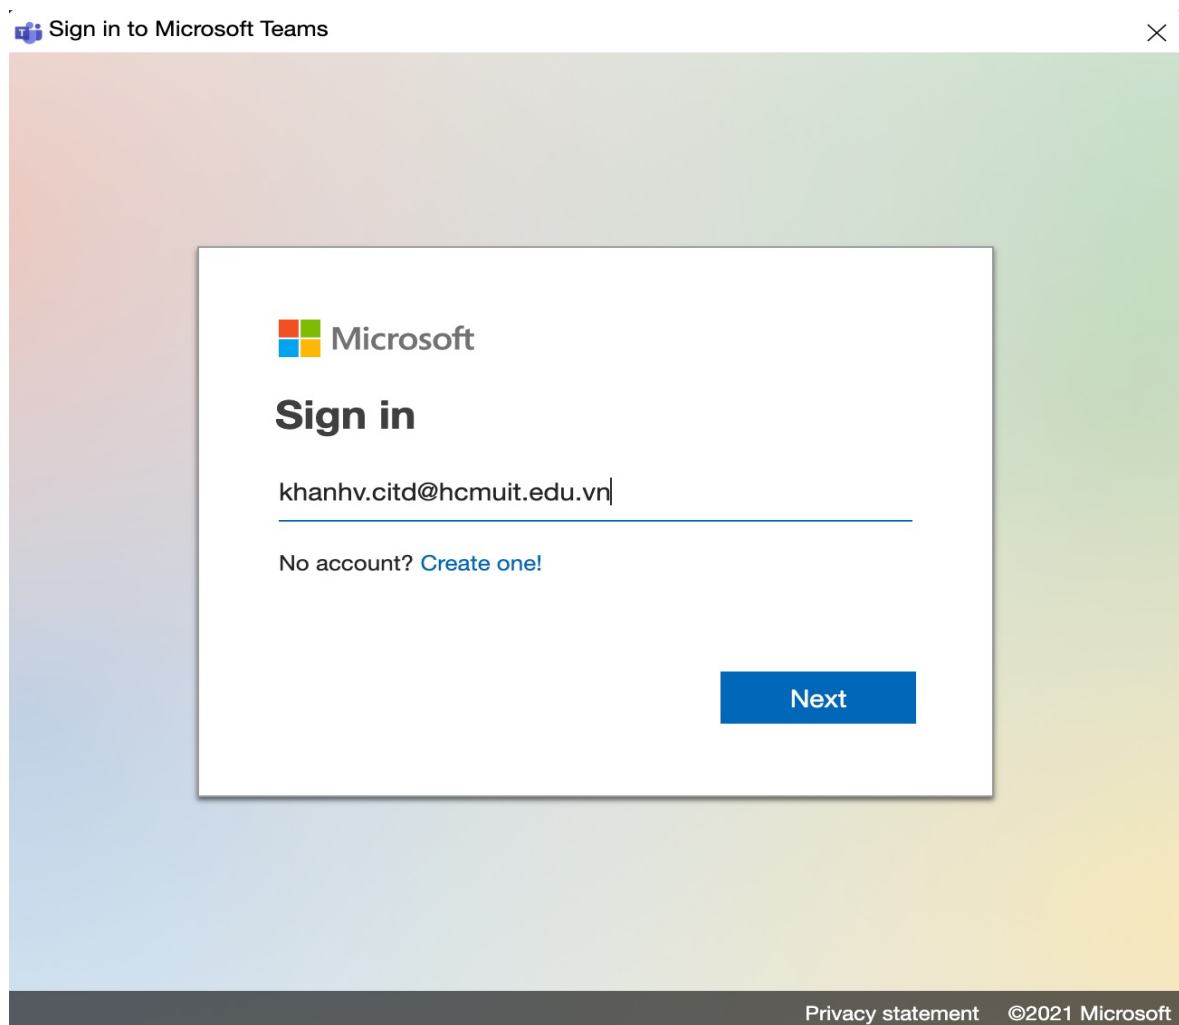 Sign in to Microsoft Teams
Microsoft
Sign in
khanhv.citd@hcmuit.edu.vn
No account? Create one!
Next
Privacy statement ©2021 Microsoft